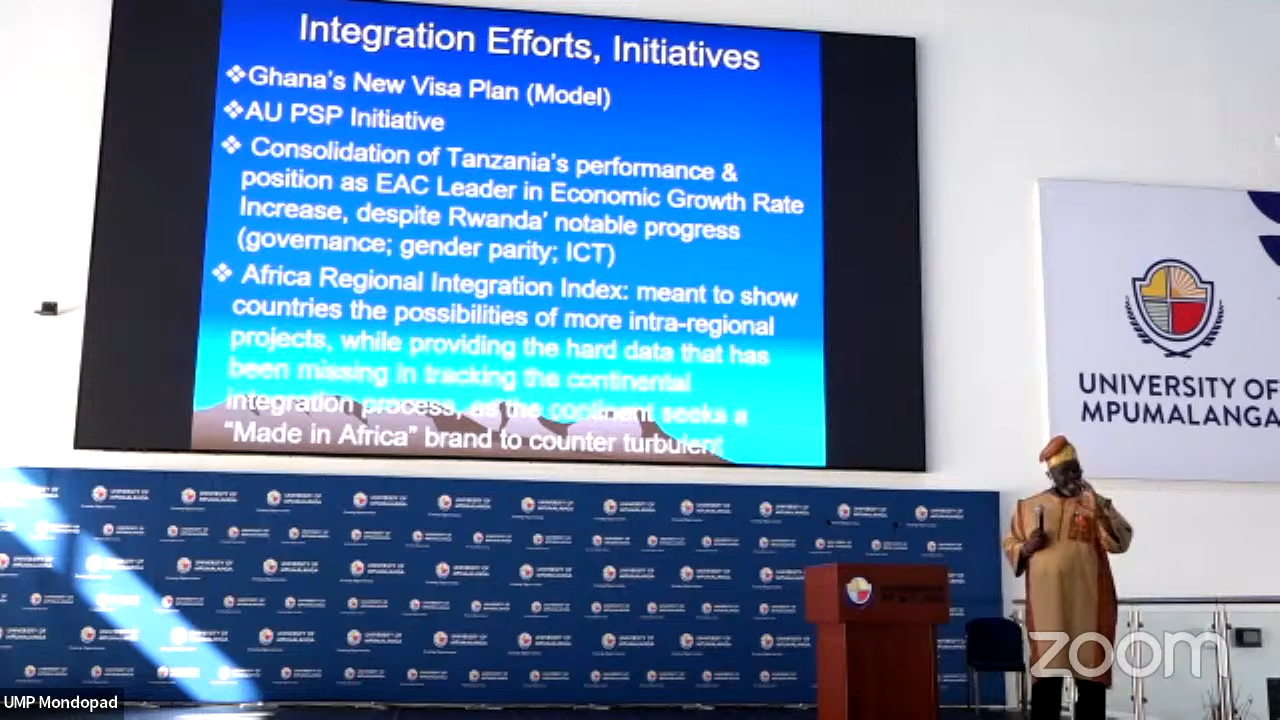 Integration Efforts, Initiatives
❖Ghana's New Visa Plan (Model)
❖AU PSP Initiative
❖ Consolidation of Tanzania's performance &
position as EAC Leader in Economic Growth Rate
Increase, despite Rwanda' notable progress
(governance; gender parity; ICT)
❖ Africa Regional Integration Index: meant to show
countries the possibilities of more intra-regional
projects, while providing the hard data that has
been missing in tracking the continental
integration process, as the continent seeks a
"Made in Africa" brand to counter turbulent
UNIVERSITY OF
MPUMALANGA
zoom
UMP Mondopad